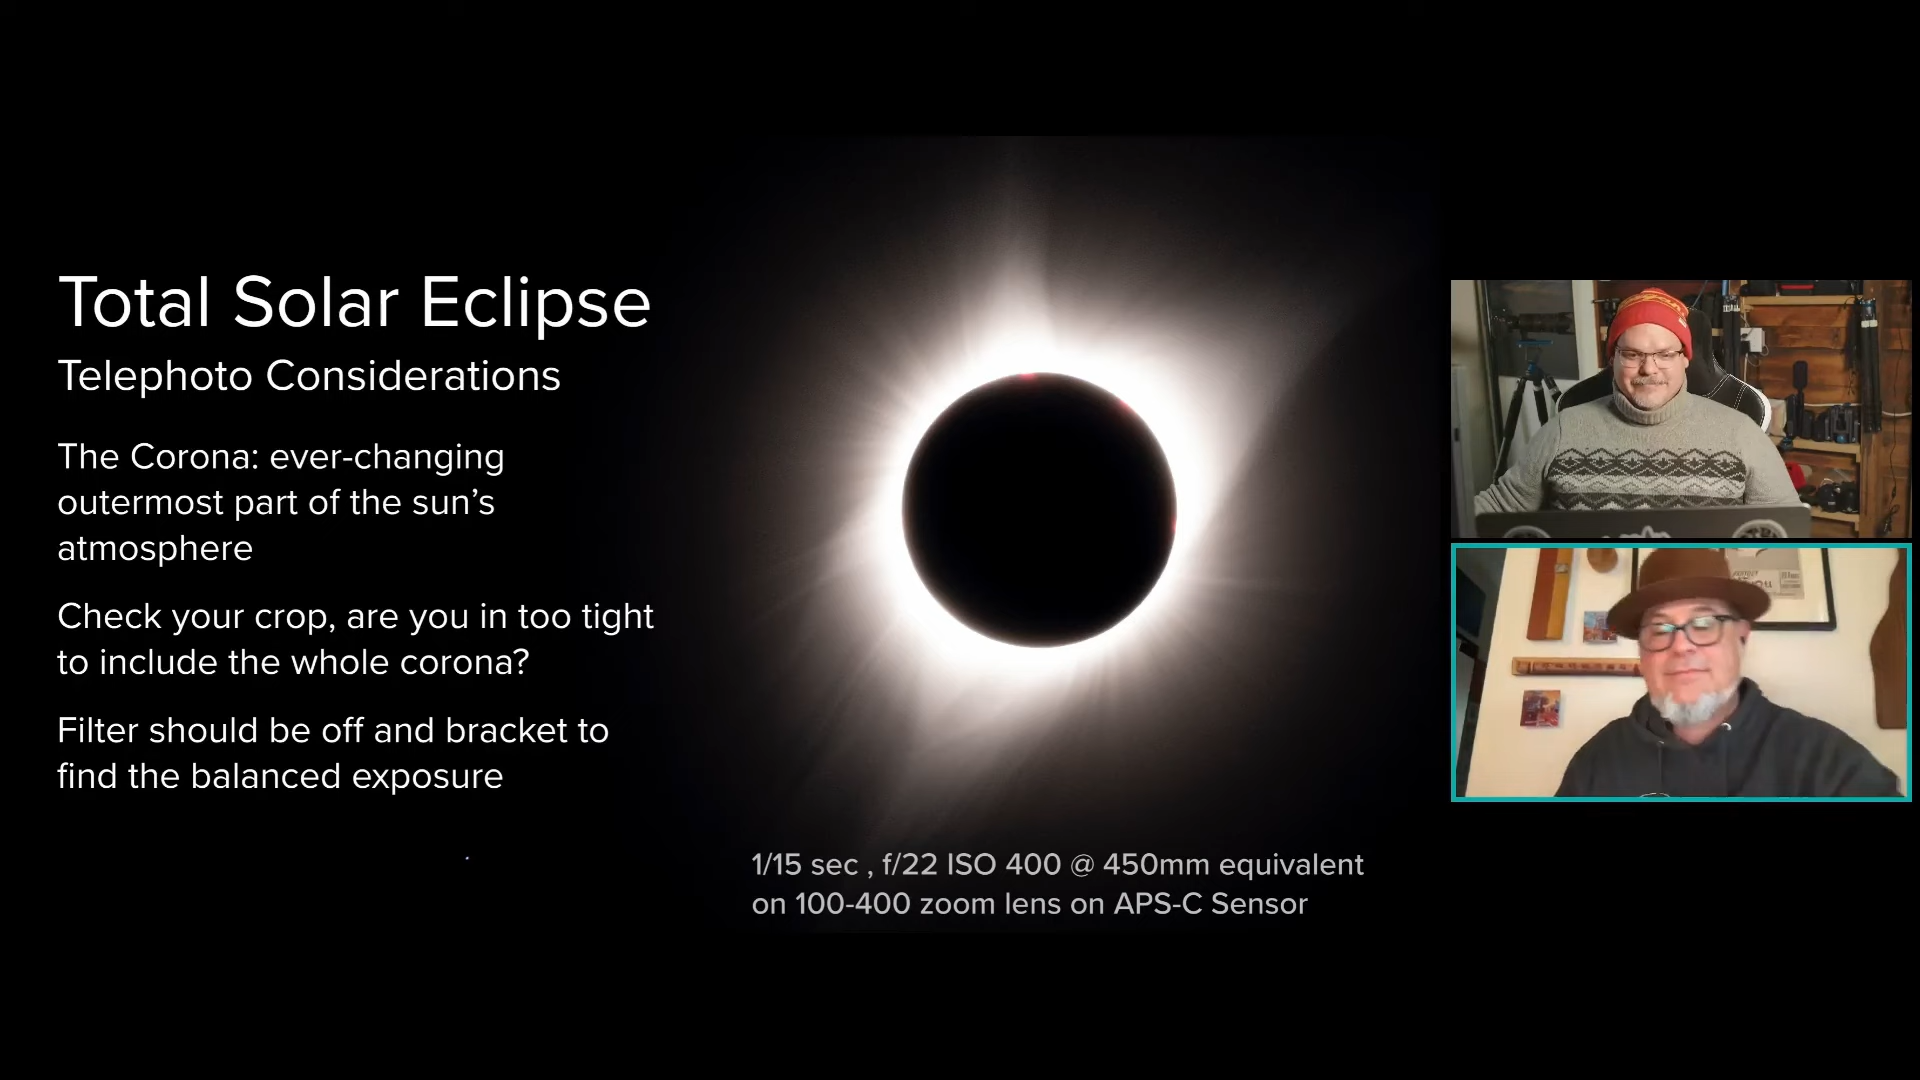 Total Solar Eclipse
Telephoto Considerations
The Corona: ever-changing
outermost part of the sun’s
atmosphere
Check your crop, are you in too tight
to include the whole corona?
Filter should be off and bracket to
find the balanced exposure
1/15 sec , f/22 ISO 400 @ 450mm equivalent
on 100-400 zoom lens on APS-C Sensor